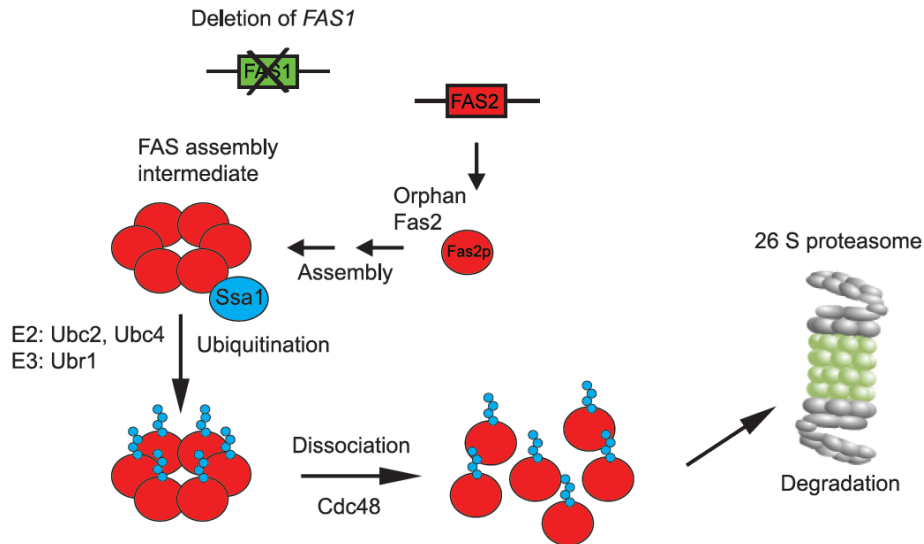 Deletion of FAS1
FAS1
FAS2
FAS assembly
intermediate
Orphan
Fas2
Fas2p
Assembly
Ssa1
26 S proteasome
E2: Ubc2, Ubc4
E3: Ubr1
Ubiquitination
Dissociation
Cdc48
Degradation